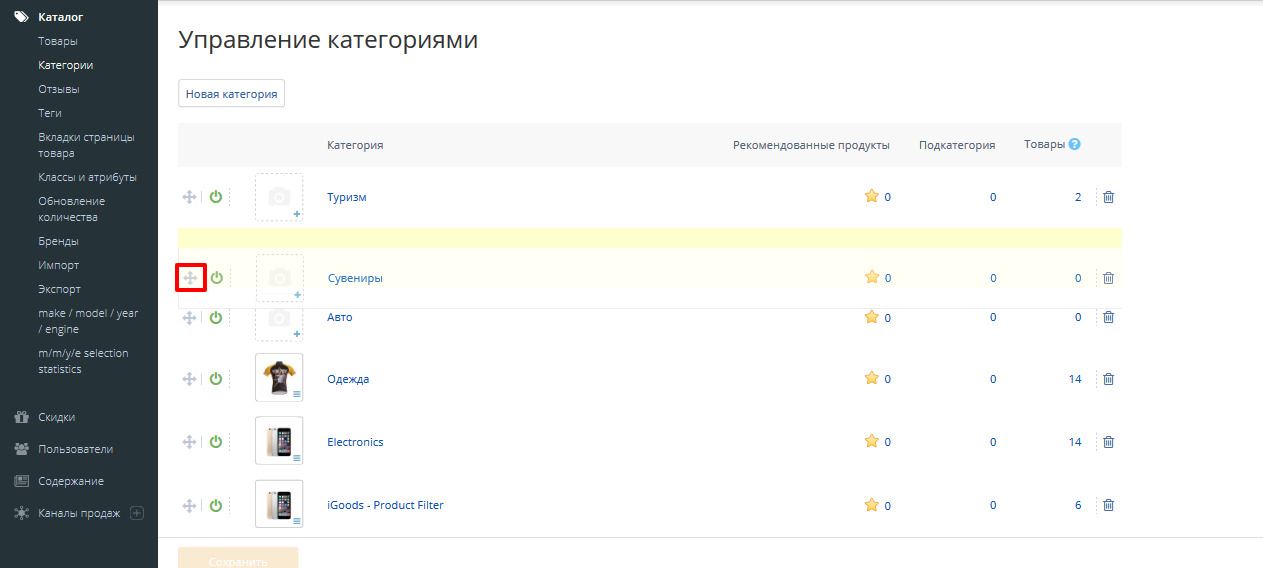 Каталог
Товары
Категории
Отзывы
Теги
Вкладки страницы
товара
Классы и атрибуты
Обновление
количества
Бренды
Импорт
Экспорт
make / model / year
/ engine
m/m/y/e selection
statistics
Скидки
Пользователи
Содержание
Каналы продаж
Управление категориями
Новая категория
Категория Рекомендованные продукты Подкатегория Товары ?
Туризм 0 0 2
Сувениры 0 0 0
Авто 0 0 0
Одежда 0 0 14
Electronics 0 0 14
iGoods - Product Filter 0 0 6
Сохранить